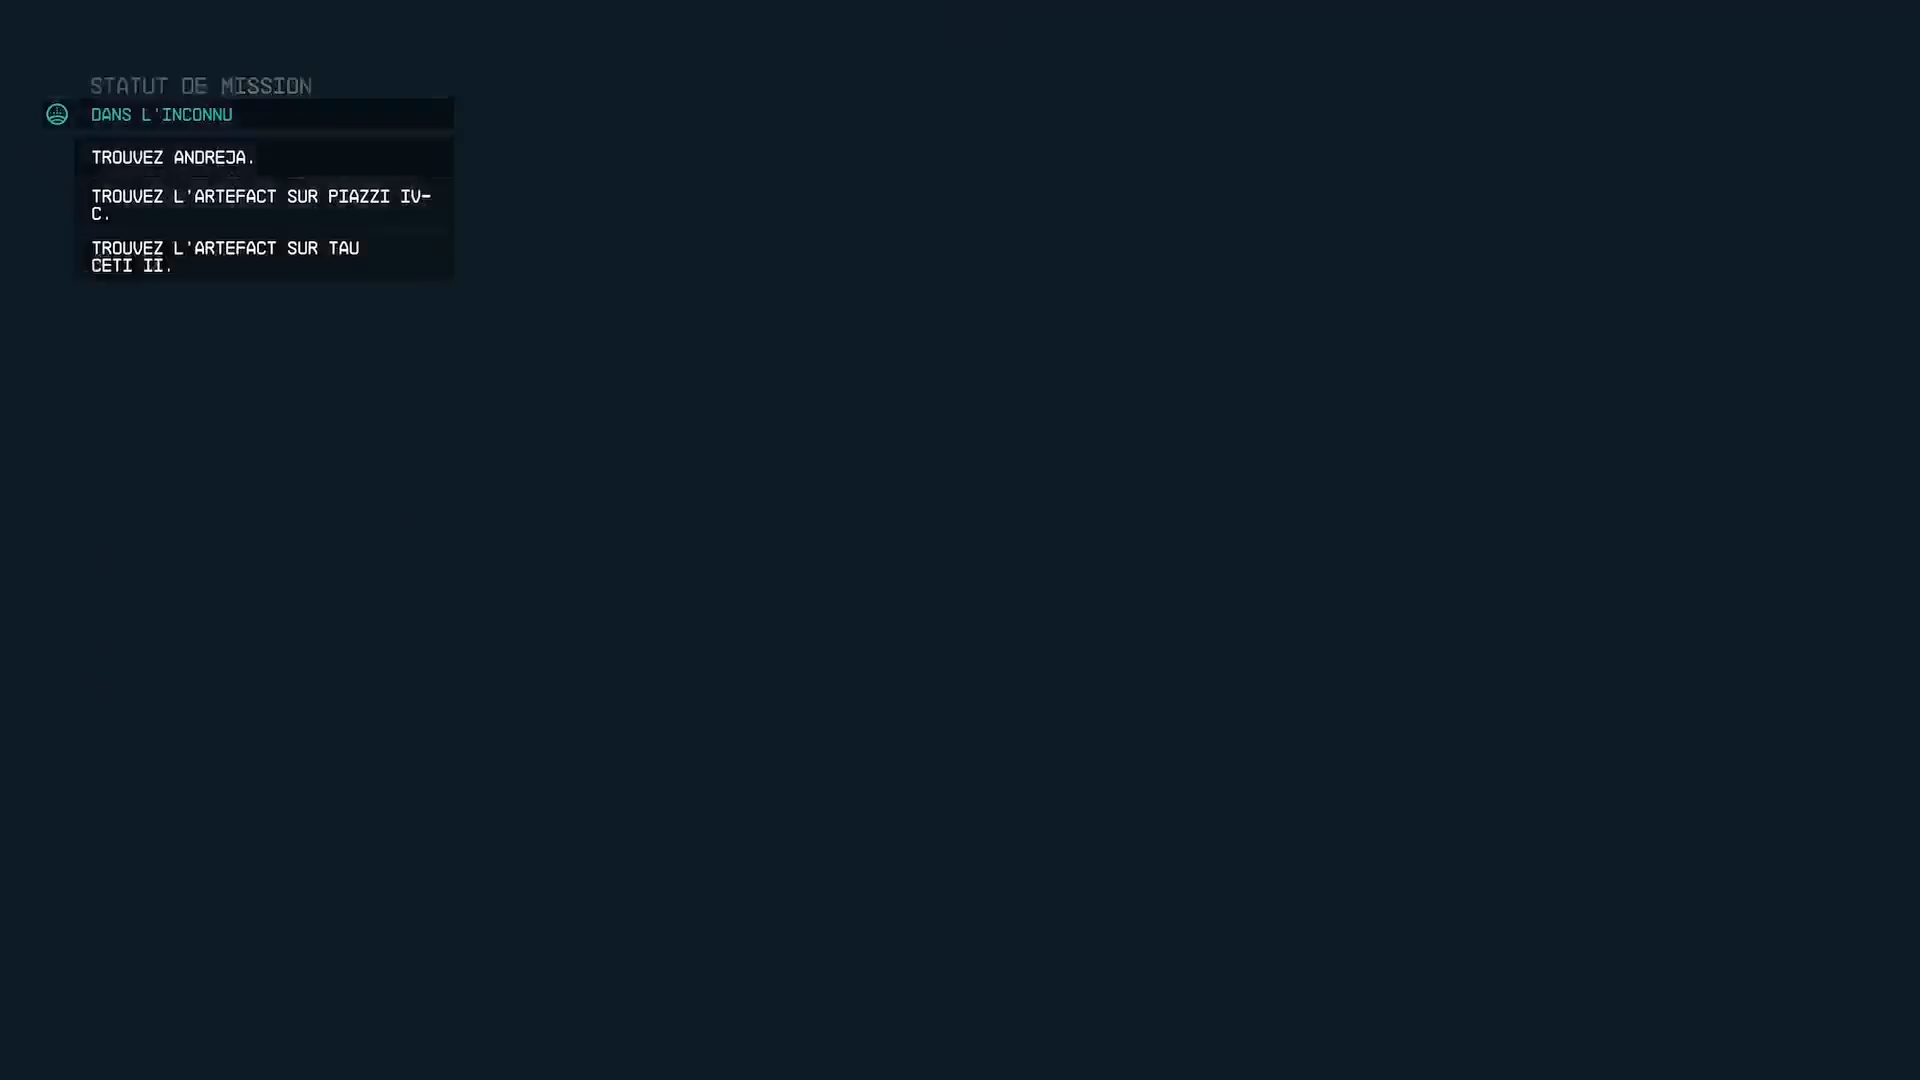 STATUT DE MISSION
DANS L'INCONNU
TROUVEZ ANDREJA.
TROUVEZ L'ARTEFACT SUR PIAZZI IV-
C.
TROUVEZ L'ARTEFACT SUR TAU
CETI II.